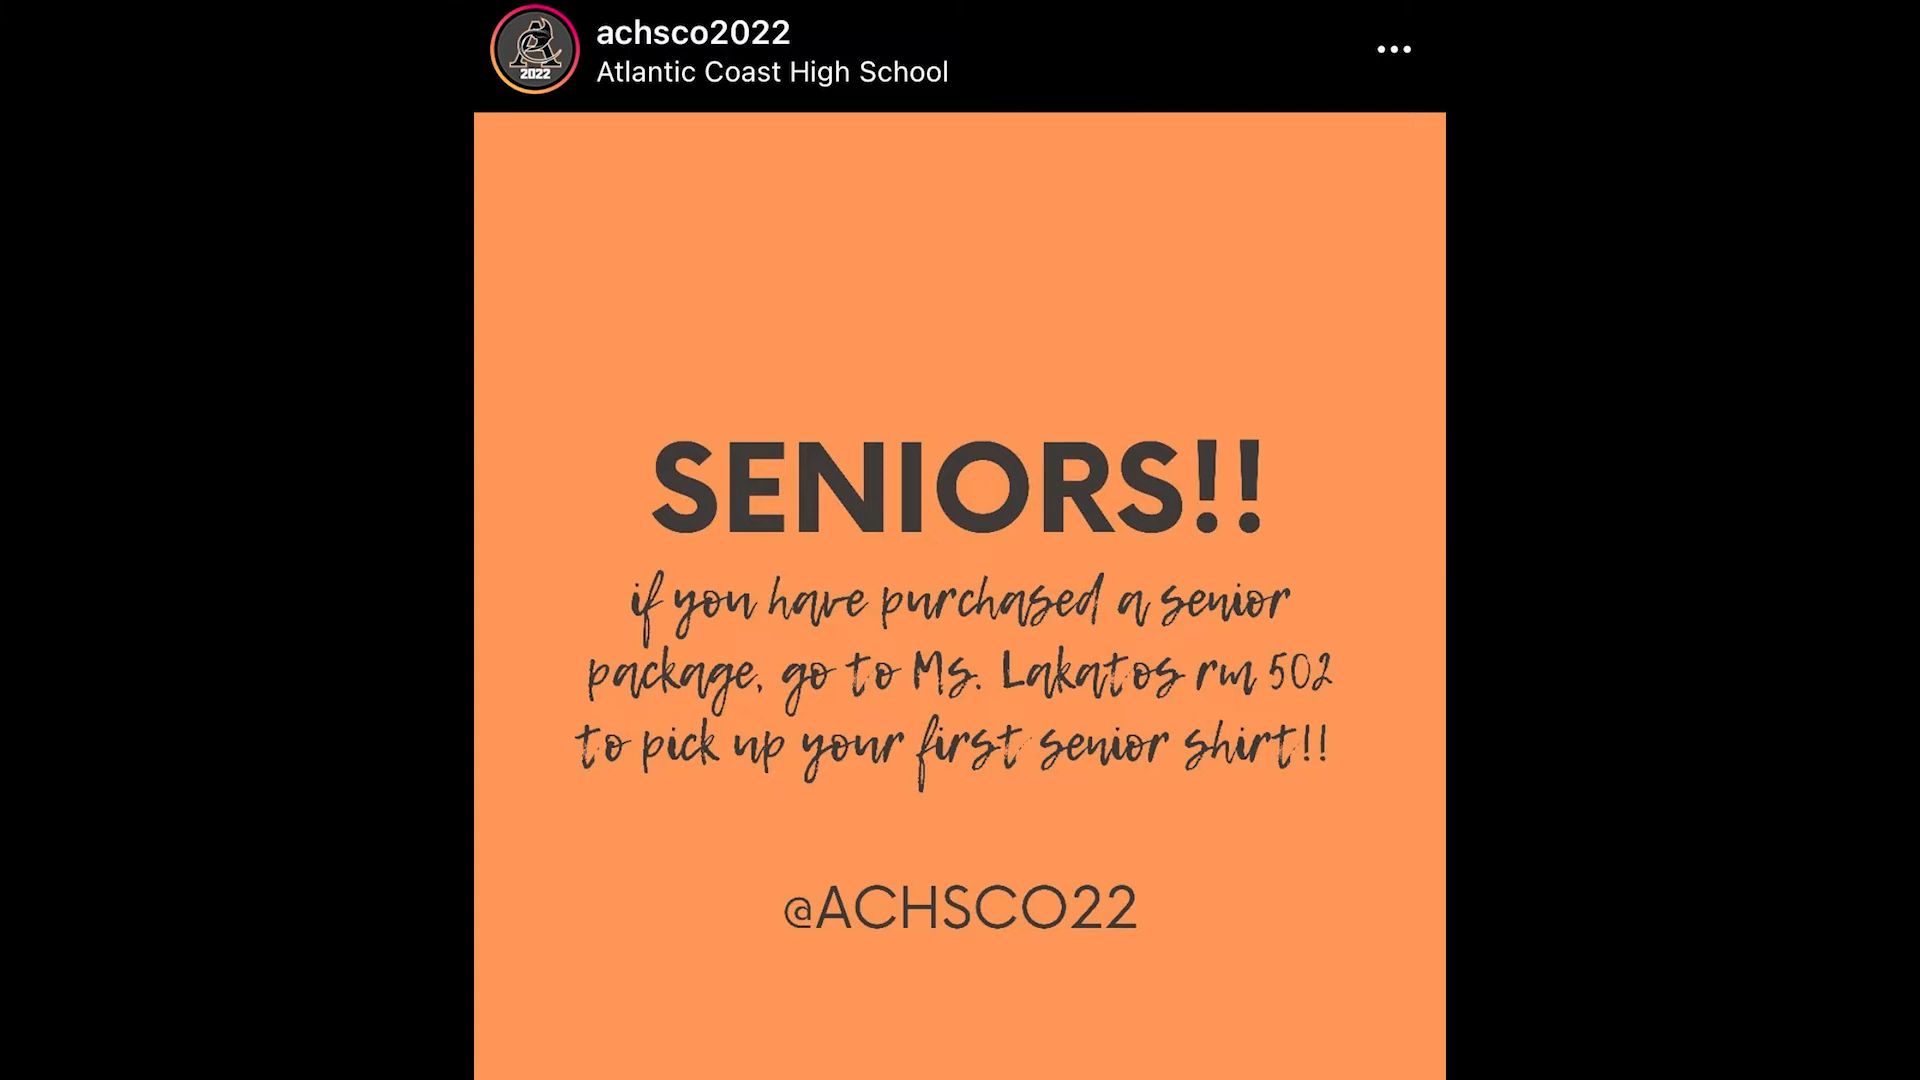 achsco2022
Atlantic Coast High School
2022
SENIORS!!
if you have purchased a senior
package, go to Ms. Lakatos rm 502
to pick up your first senior shirt!!
@ACHSCO22